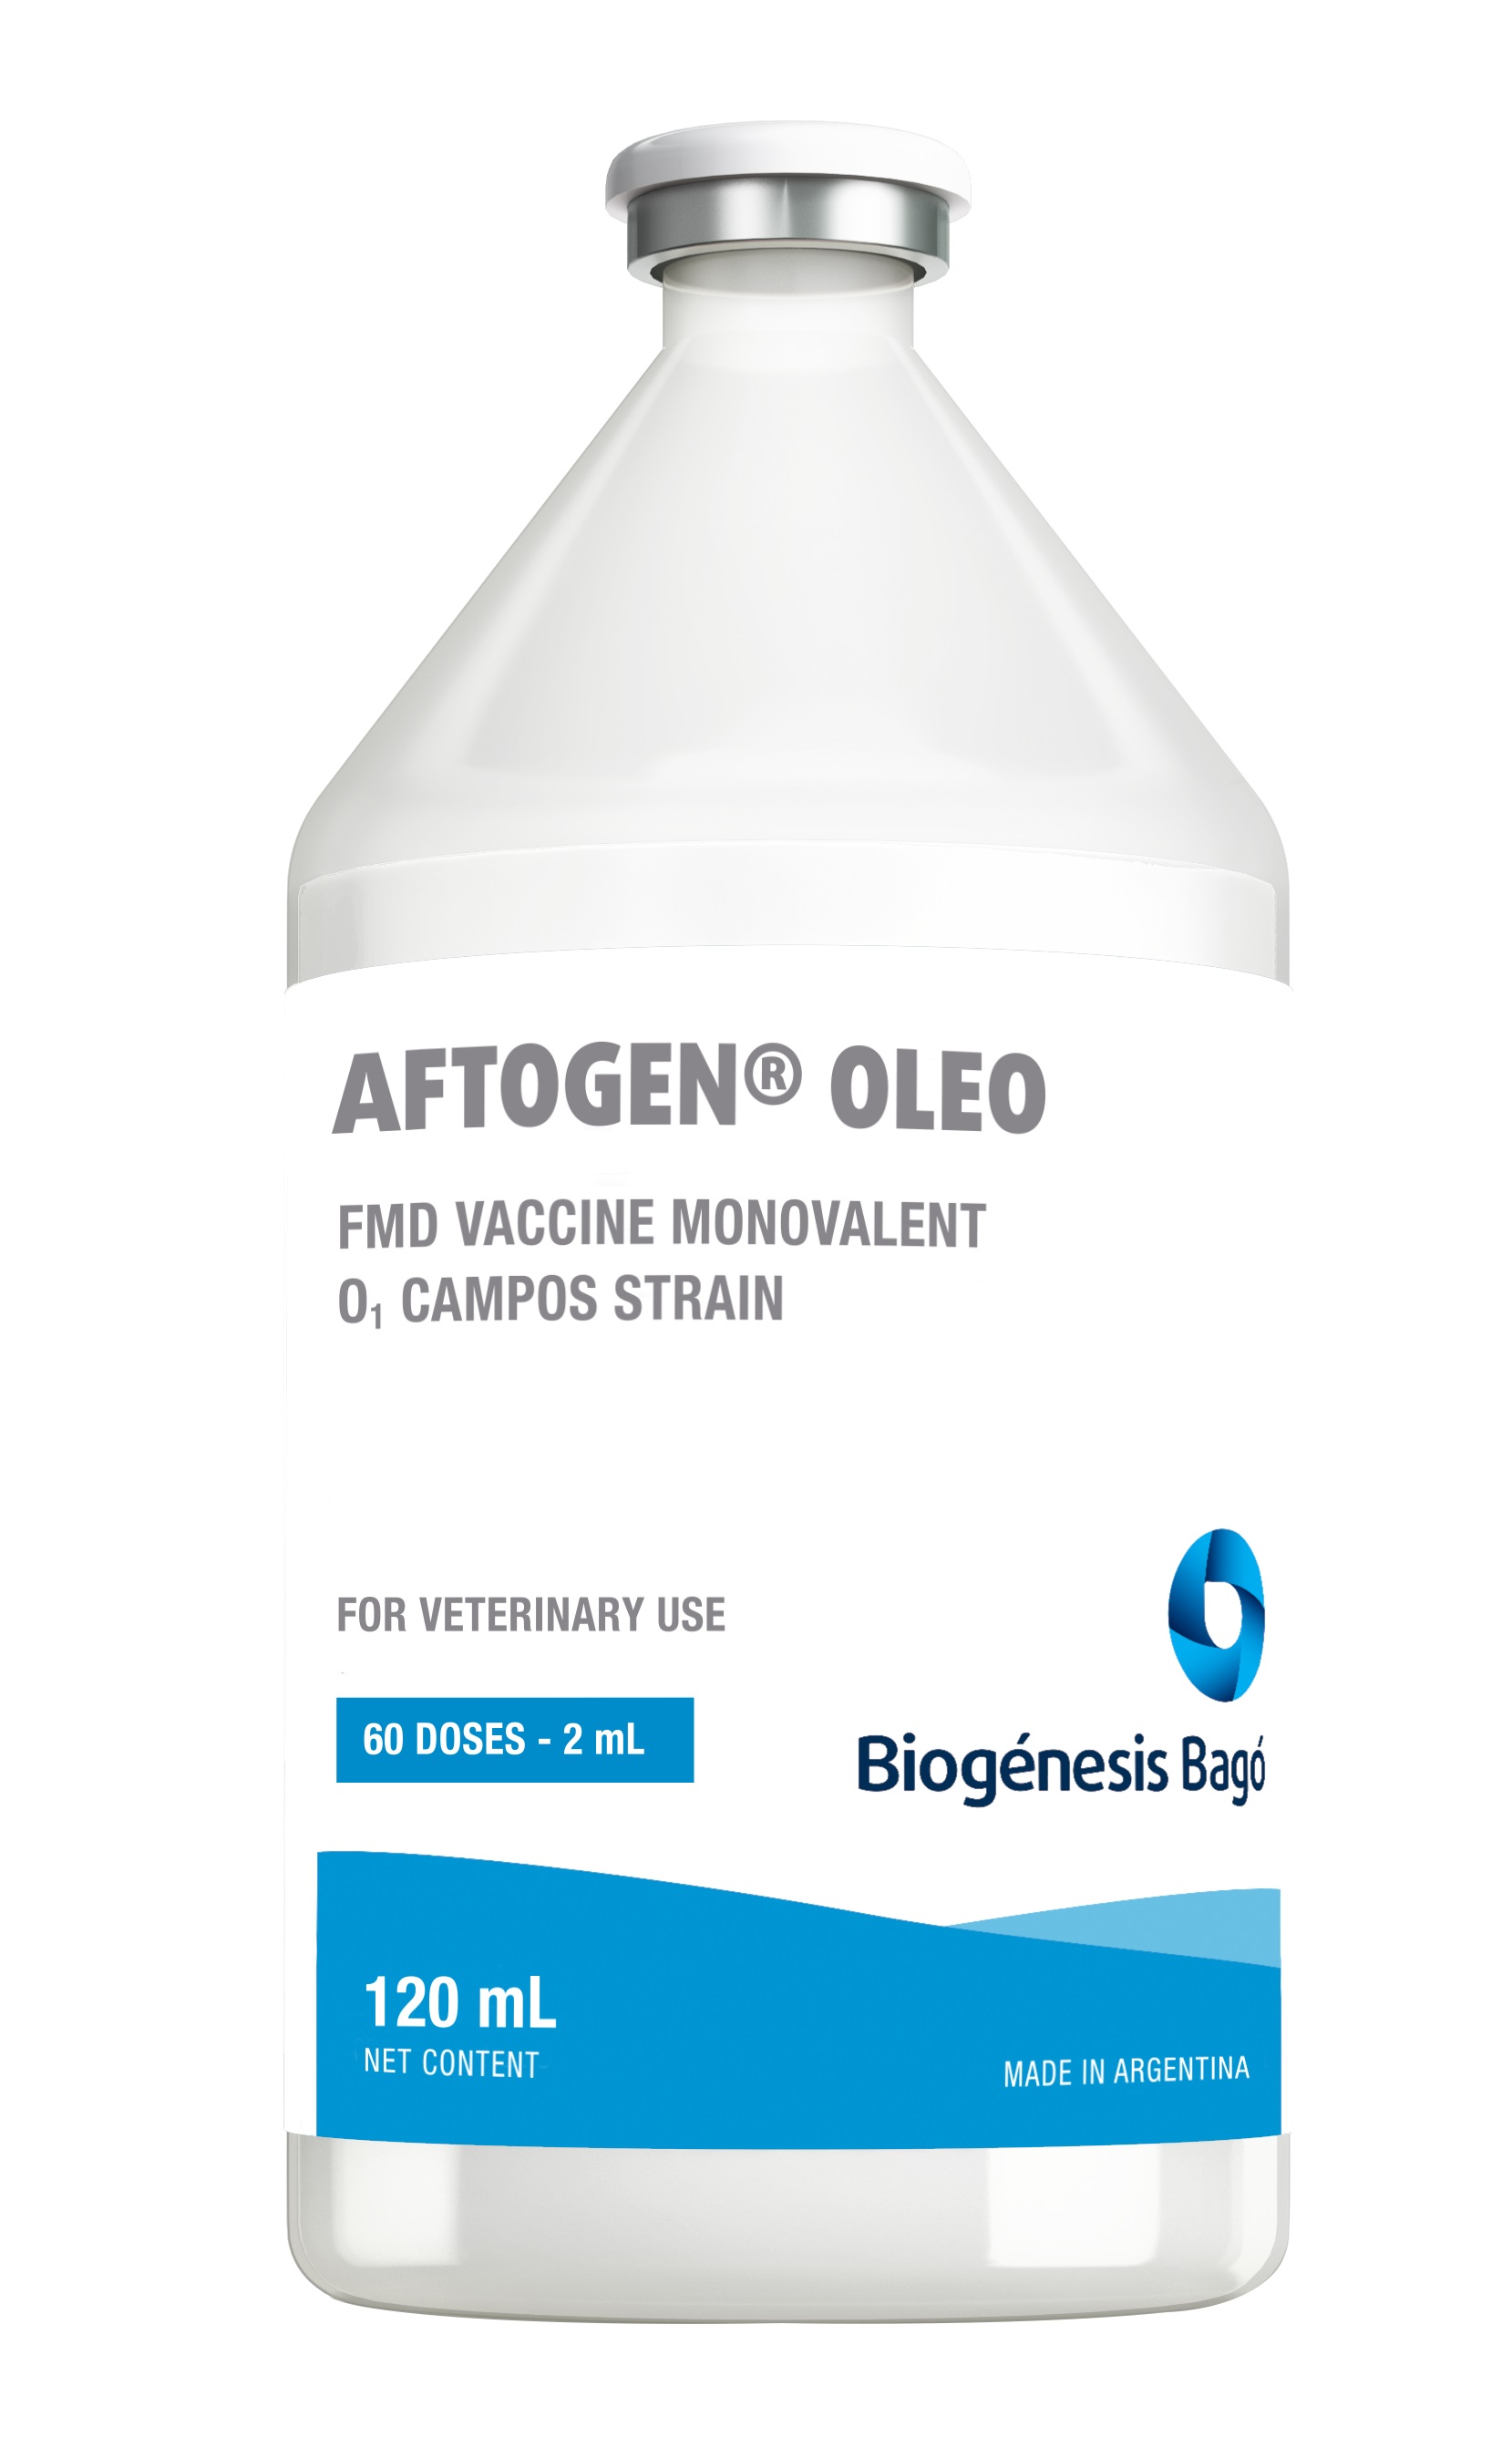 AFTOGEN® OLEO
FMD VACCINE MONOVALENT
O₁ CAMPOS STRAIN
FOR VETERINARY USE
60 DOSES - 2 mL
Biogénesis Bagó
120 mL
NET CONTENT
MADE IN ARGENTINA